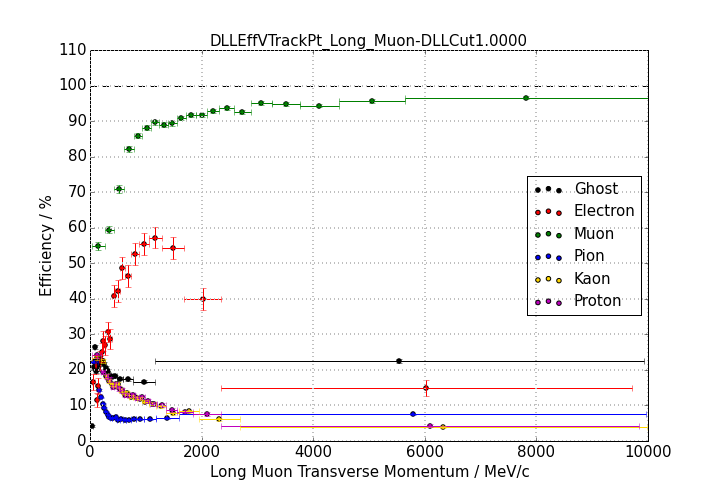 DLLEffVTrackPt_Long_Muon-DLLCut1.0000
110
100
90
80
70
60
50
40
30
20
10
0
Efficiency / %
Ghost
Electron
Muon
Pion
Kaon
Proton
0 2000 4000 6000 8000 10000
Long Muon Transverse Momentum / MeV/c